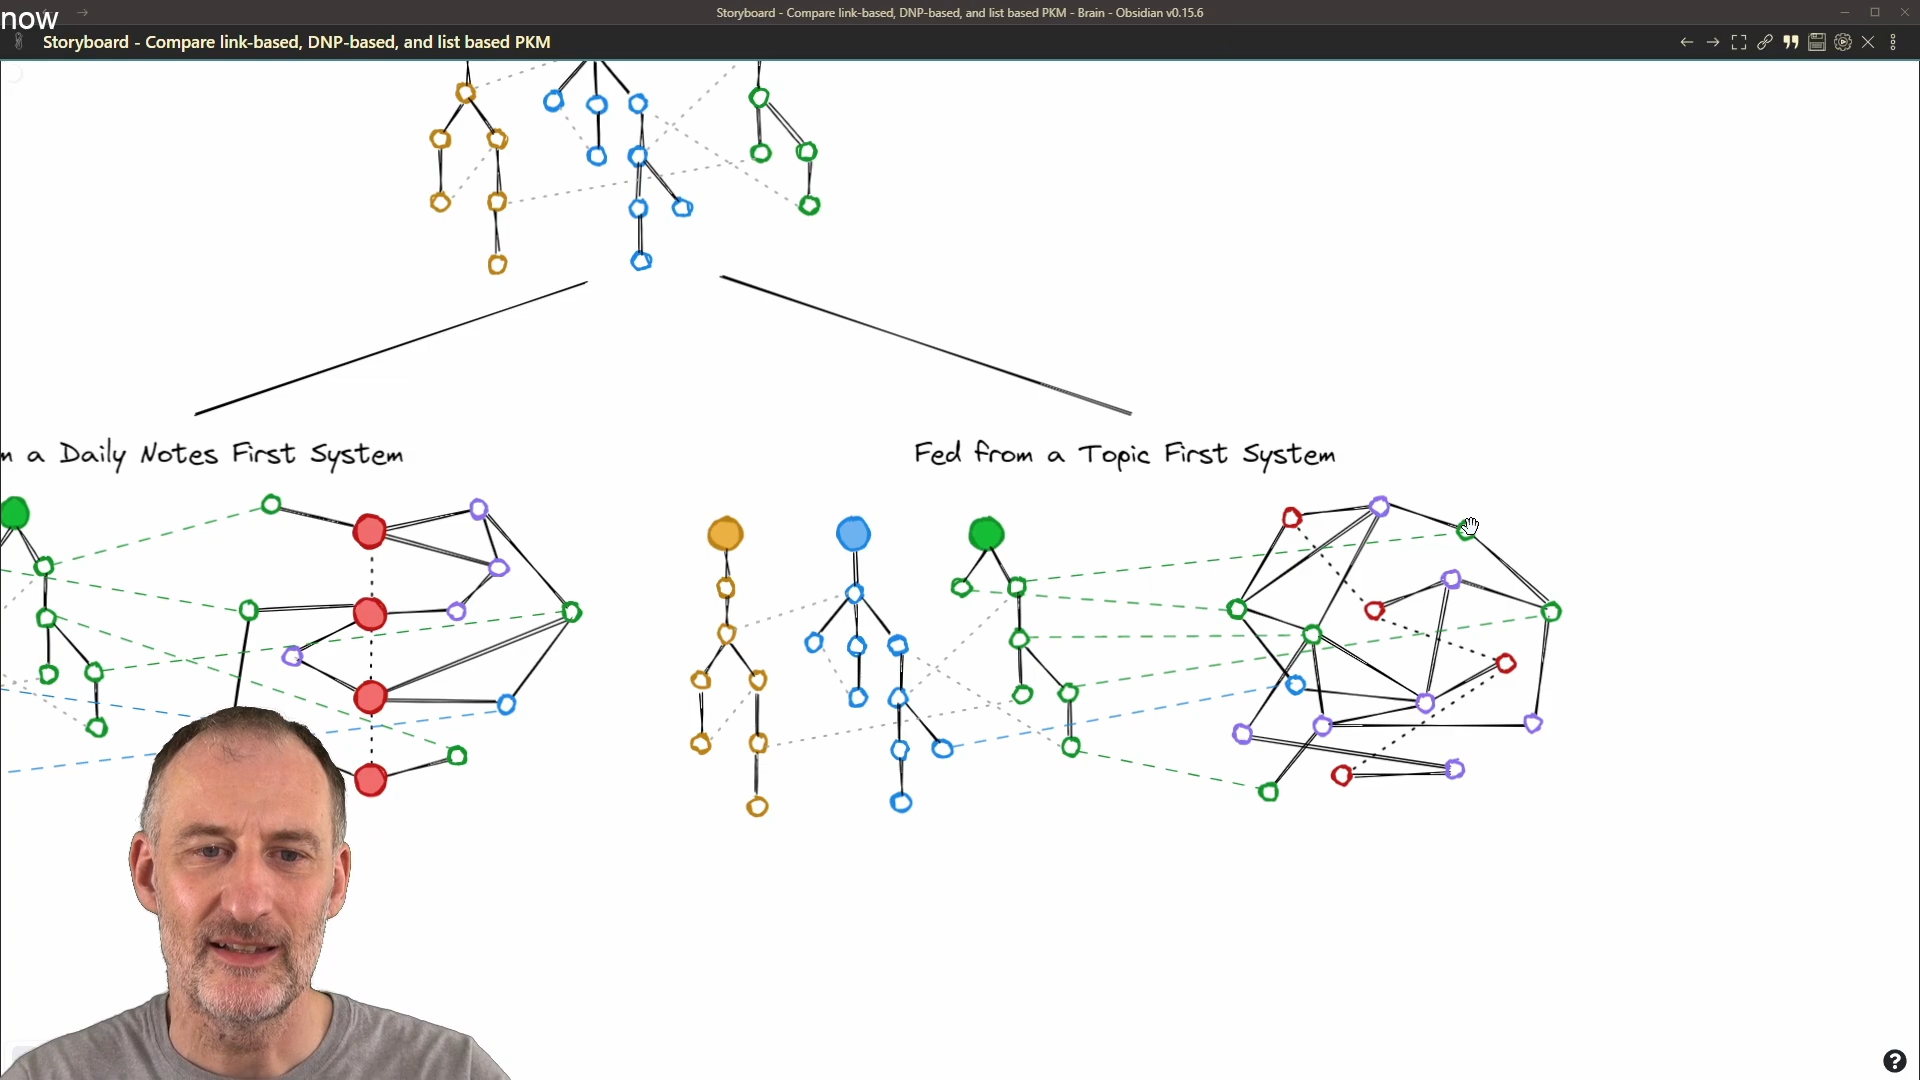 now
Storyboard - Compare link-based, DNP-based, and list based PKM - Brain - Obsidian v0.15.6
Storyboard - Compare link-based, DNP-based, and list based PKM
a Daily Notes First System
Fed from a Topic First System
?